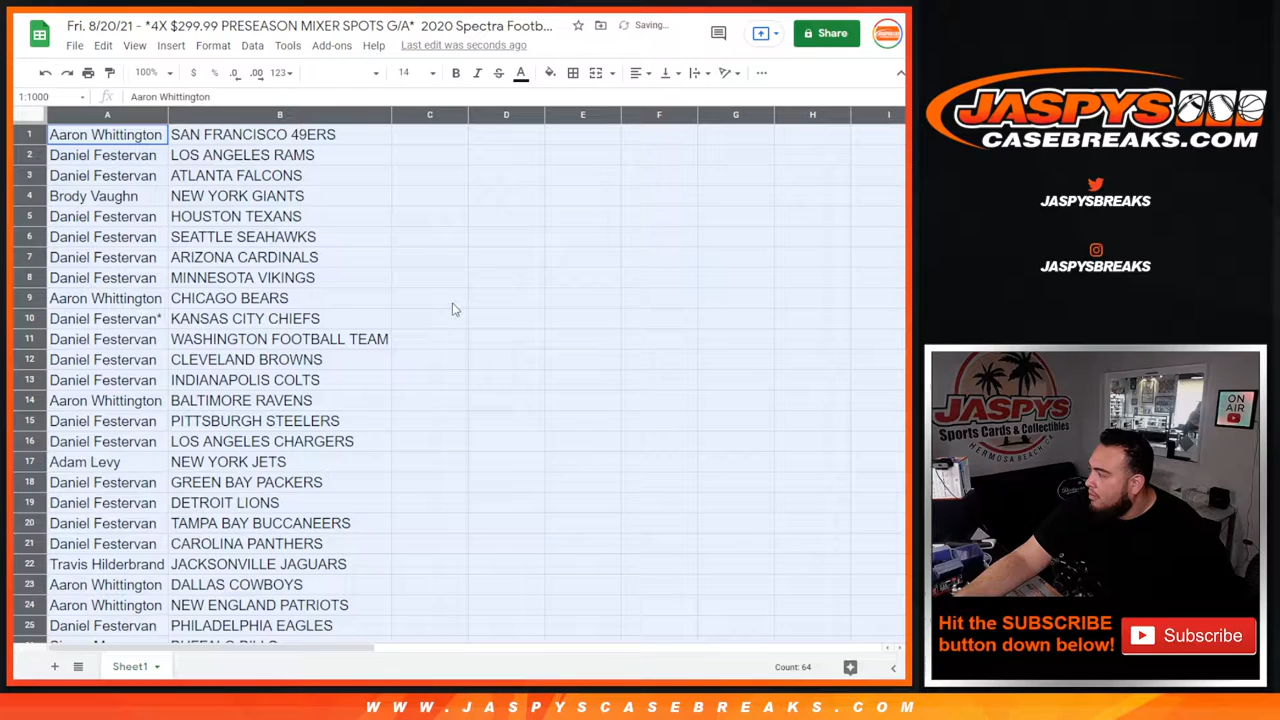 Fri. 8/20/21 - *4X $299.99 PRESEASON MIXER SPOTS G/A* 2020 Spectra Footb...
Saving...
Share
File Edit View Insert Format Data Tools Add-ons Help Last edit was seconds ago
100% $ % .0 .00 123 14 B I S A
1:1000 fx Aaron Whittington
A B C D E F G H I
1 Aaron Whittington SAN FRANCISCO 49ERS
2 Daniel Festervan LOS ANGELES RAMS
3 Daniel Festervan ATLANTA FALCONS
4 Brody Vaughn NEW YORK GIANTS
5 Daniel Festervan HOUSTON TEXANS
6 Daniel Festervan SEATTLE SEAHAWKS
7 Daniel Festervan ARIZONA CARDINALS
8 Daniel Festervan MINNESOTA VIKINGS
9 Aaron Whittington CHICAGO BEARS
10 Daniel Festervan* KANSAS CITY CHIEFS
11 Daniel Festervan WASHINGTON FOOTBALL TEAM
12 Daniel Festervan CLEVELAND BROWNS
13 Daniel Festervan INDIANAPOLIS COLTS
14 Aaron Whittington BALTIMORE RAVENS
15 Daniel Festervan PITTSBURGH STEELERS
16 Daniel Festervan LOS ANGELES CHARGERS
17 Adam Levy NEW YORK JETS
18 Daniel Festervan GREEN BAY PACKERS
19 Daniel Festervan DETROIT LIONS
20 Daniel Festervan TAMPA BAY BUCCANEERS
21 Daniel Festervan CAROLINA PANTHERS
22 Travis Hilderbrand JACKSONVILLE JAGUARS
23 Aaron Whittington DALLAS COWBOYS
24 Aaron Whittington NEW ENGLAND PATRIOTS
25 Daniel Festervan PHILADELPHIA EAGLES
Sheet1
Count: 64
JASPYS
CASEBREAKS.COM
JASPYSBREAKS
JASPYSBREAKS
JASPYS
Sports Cards & Collectibles
HERMOSA BEACH CA
ON
AIR
Hit the SUBSCRIBE
button down below!
Subscribe
WWW.JASPYSCASEBREAKS.COM